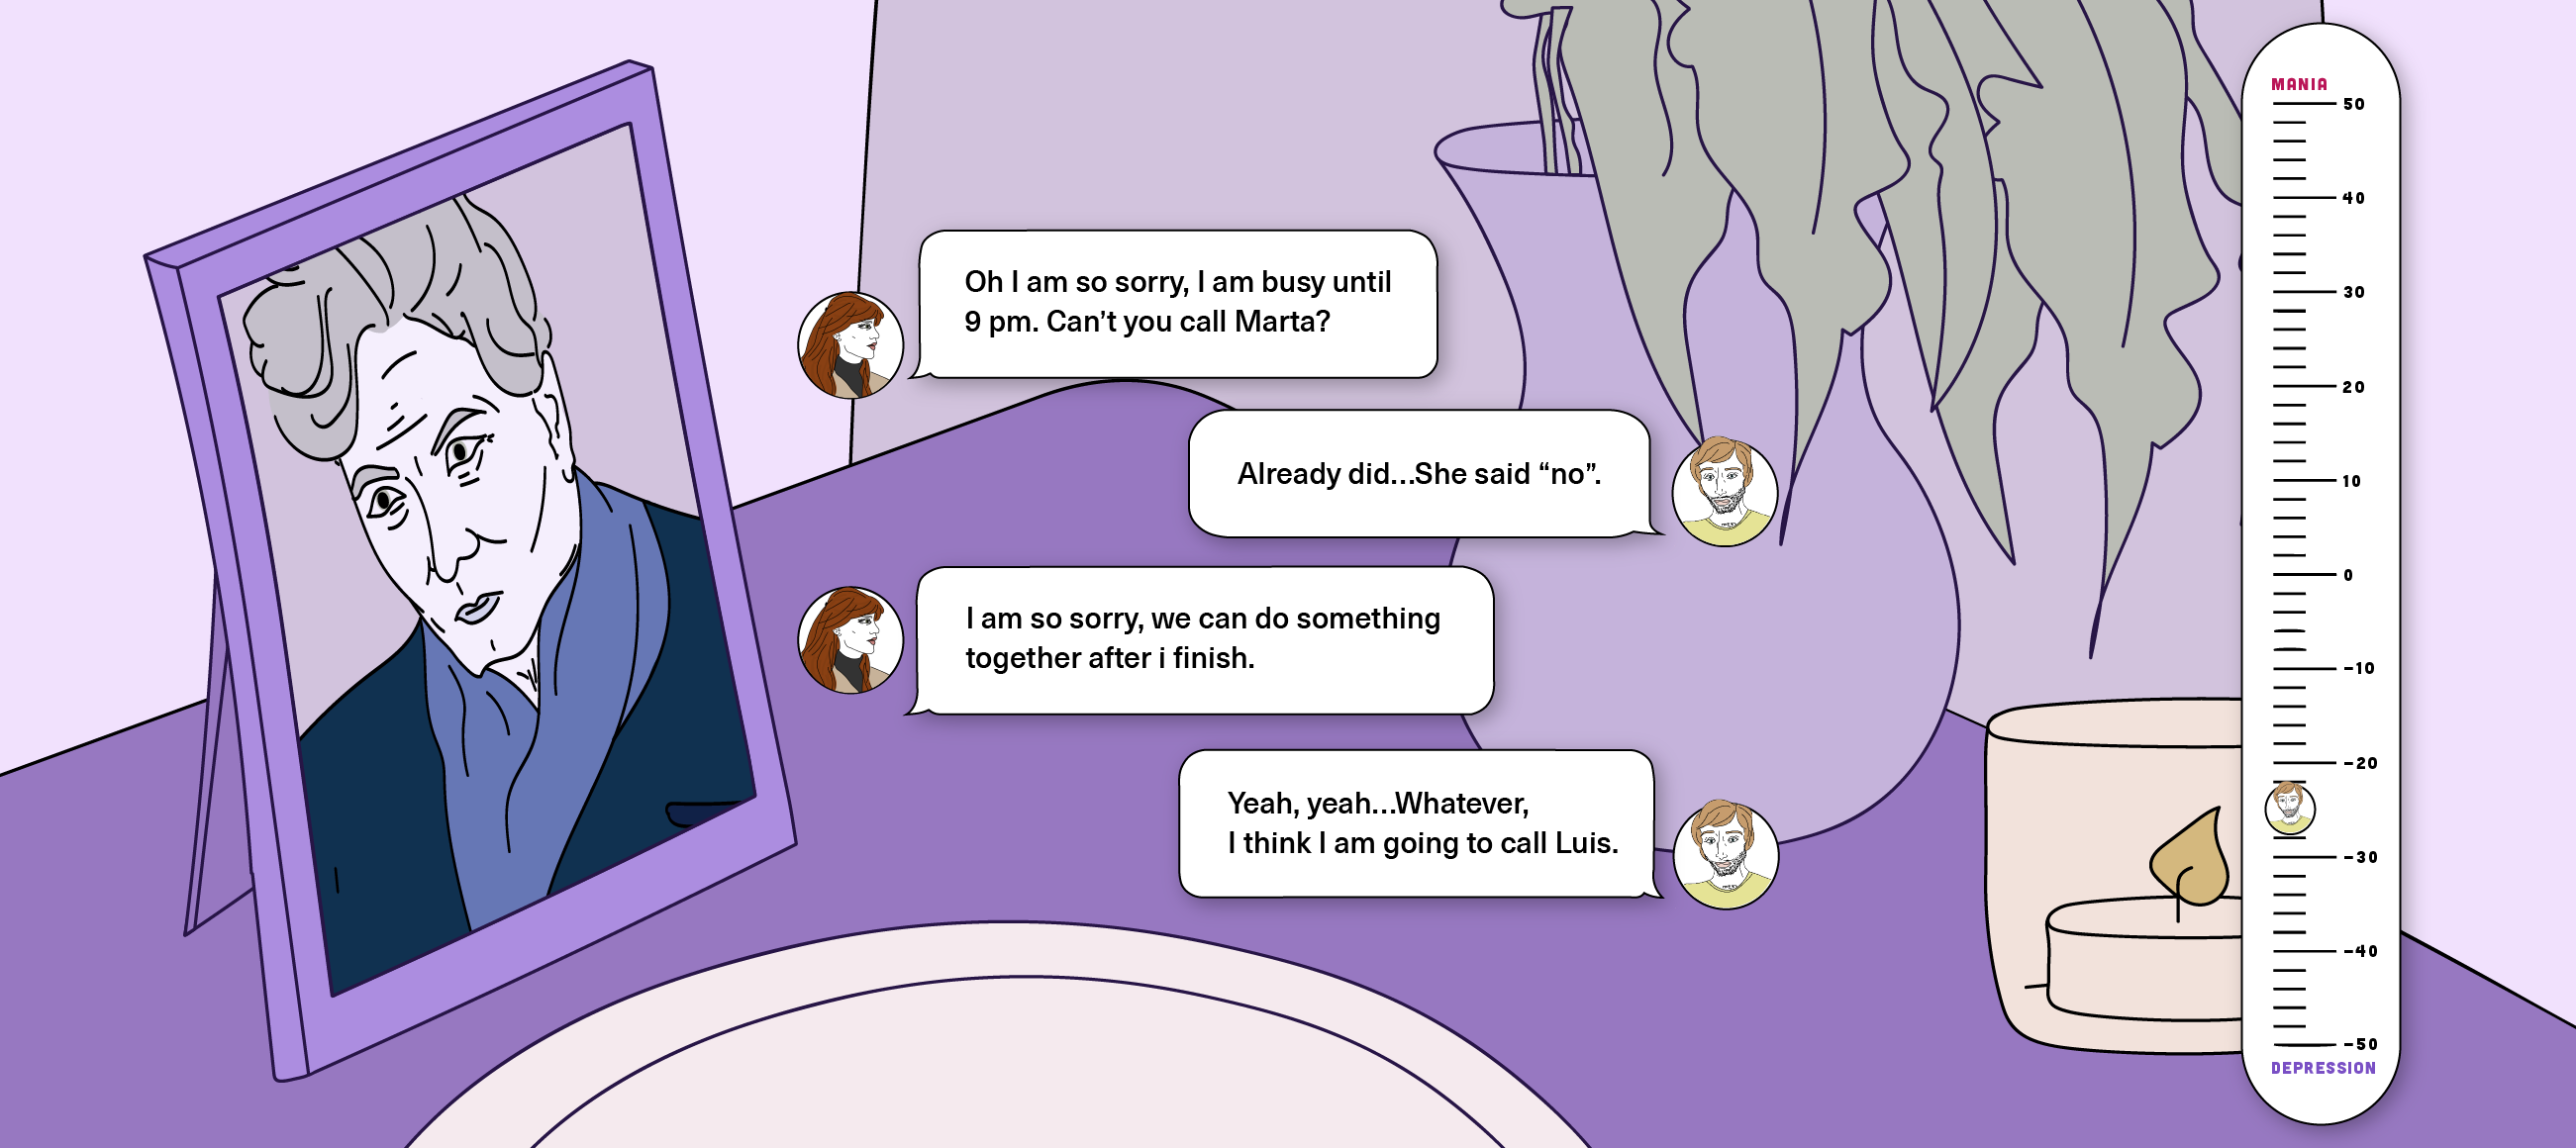 Oh I am so sorry, I am busy until
9 pm. Can’t you call Marta?
Already did...She said “no”.
I am so sorry, we can do something
together after i finish.
Yeah, yeah...Whatever,
I think I am going to call Luis.
MANIA
50
40
30
20
10
0
-10
-20
-30
-40
-50
DEPRESSION